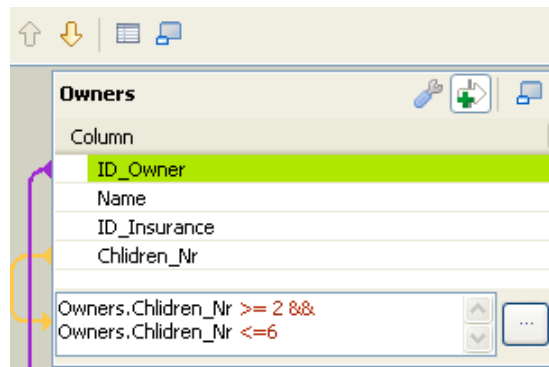 Owners
Column
ID_Owner
Name
ID_Insurance
Chlidren_Nr
Owners.Chlidren_Nr >= 2 &&
Owners.Chlidren_Nr <=6
...